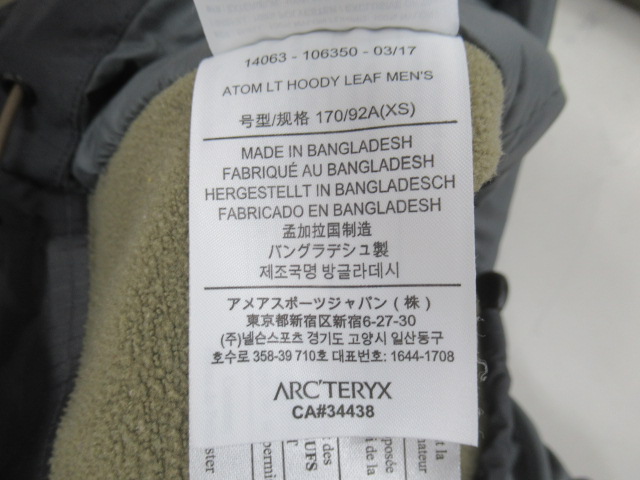 14063 - 106350 - 03/17
ATOM LT HOODY LEAF MEN'S
号型/规格 170/92A(XS)
MADE IN BANGLADESH
FABRIQUÉ AU BANGLADESH
HERGESTELLT IN BANGLADESCH
FABRICADO EN BANGLADESH
孟加拉国制造
バングラデシュ製
제조국명 방글라데시
アメアスポーツジャパン (株)
東京都新宿区新宿6-27-30
(주)넬슨스포츠 경기도 고양시 일산동구
호수로 358-39 710호 대표번호: 1644-1708
ARC'TERYX
CA#34438